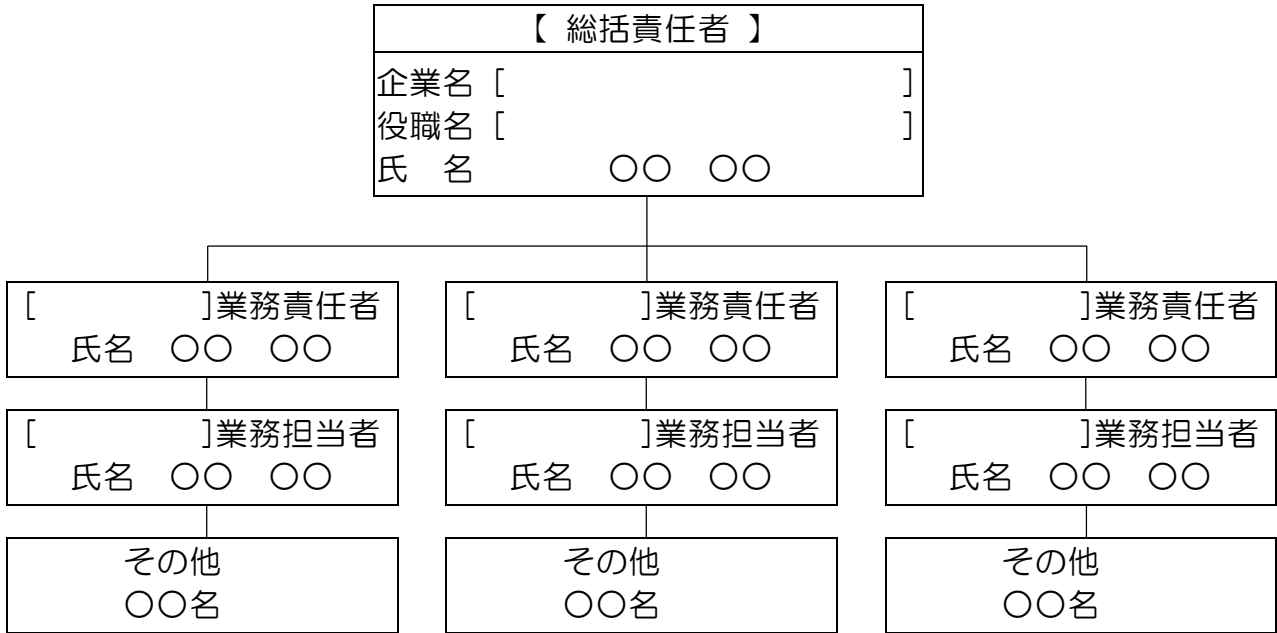 【 総括責任者 】
企業名 [　　　　　　　　　　　　]
役職名 [　　　　　　　　　　　　]
氏　名　　　　〇〇　〇〇
[　　　　　]業務責任者
氏名　〇〇　〇〇
[　　　　　]業務責任者
氏名　〇〇　〇〇
[　　　　　]業務責任者
氏名　〇〇　〇〇
[　　　　　]業務担当者
氏名　〇〇　〇〇
[　　　　　]業務担当者
氏名　〇〇　〇〇
[　　　　　]業務担当者
氏名　〇〇　〇〇
その他
〇〇名
その他
〇〇名
その他
〇〇名